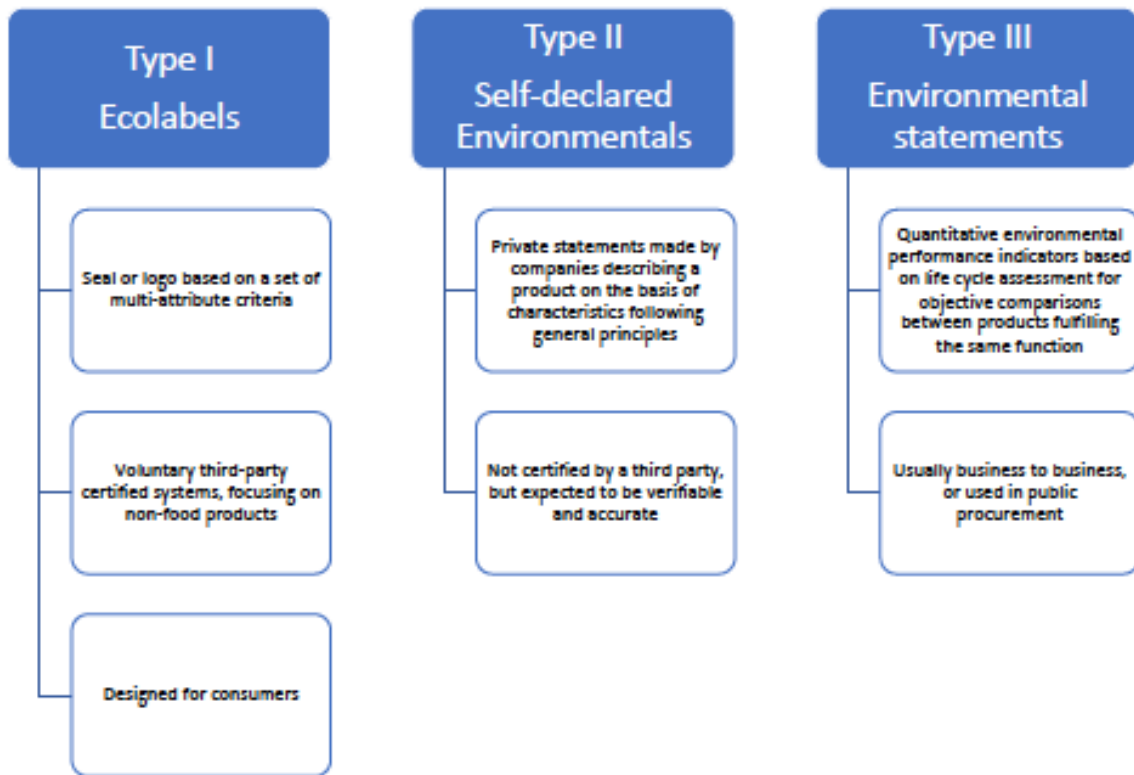 Type I
Ecolabels
Seal or logo based on a set of
multi-attribute criteria
Voluntary third-party
certified systems, focusing on
non-food products
Designed for consumers
Type II
Self-declared
Environmentals
Private statements made by
companies describing a
product on the basis of
characteristics following
general principles
Not certified by a third party,
but expected to be verifiable
and accurate
Type III
Environmental
statements
Quantitative environmental
performance indicators based
on life cycle assessment for
objective comparisons
between products fulfilling
the same function
Usually business to business,
or used in public
procurement